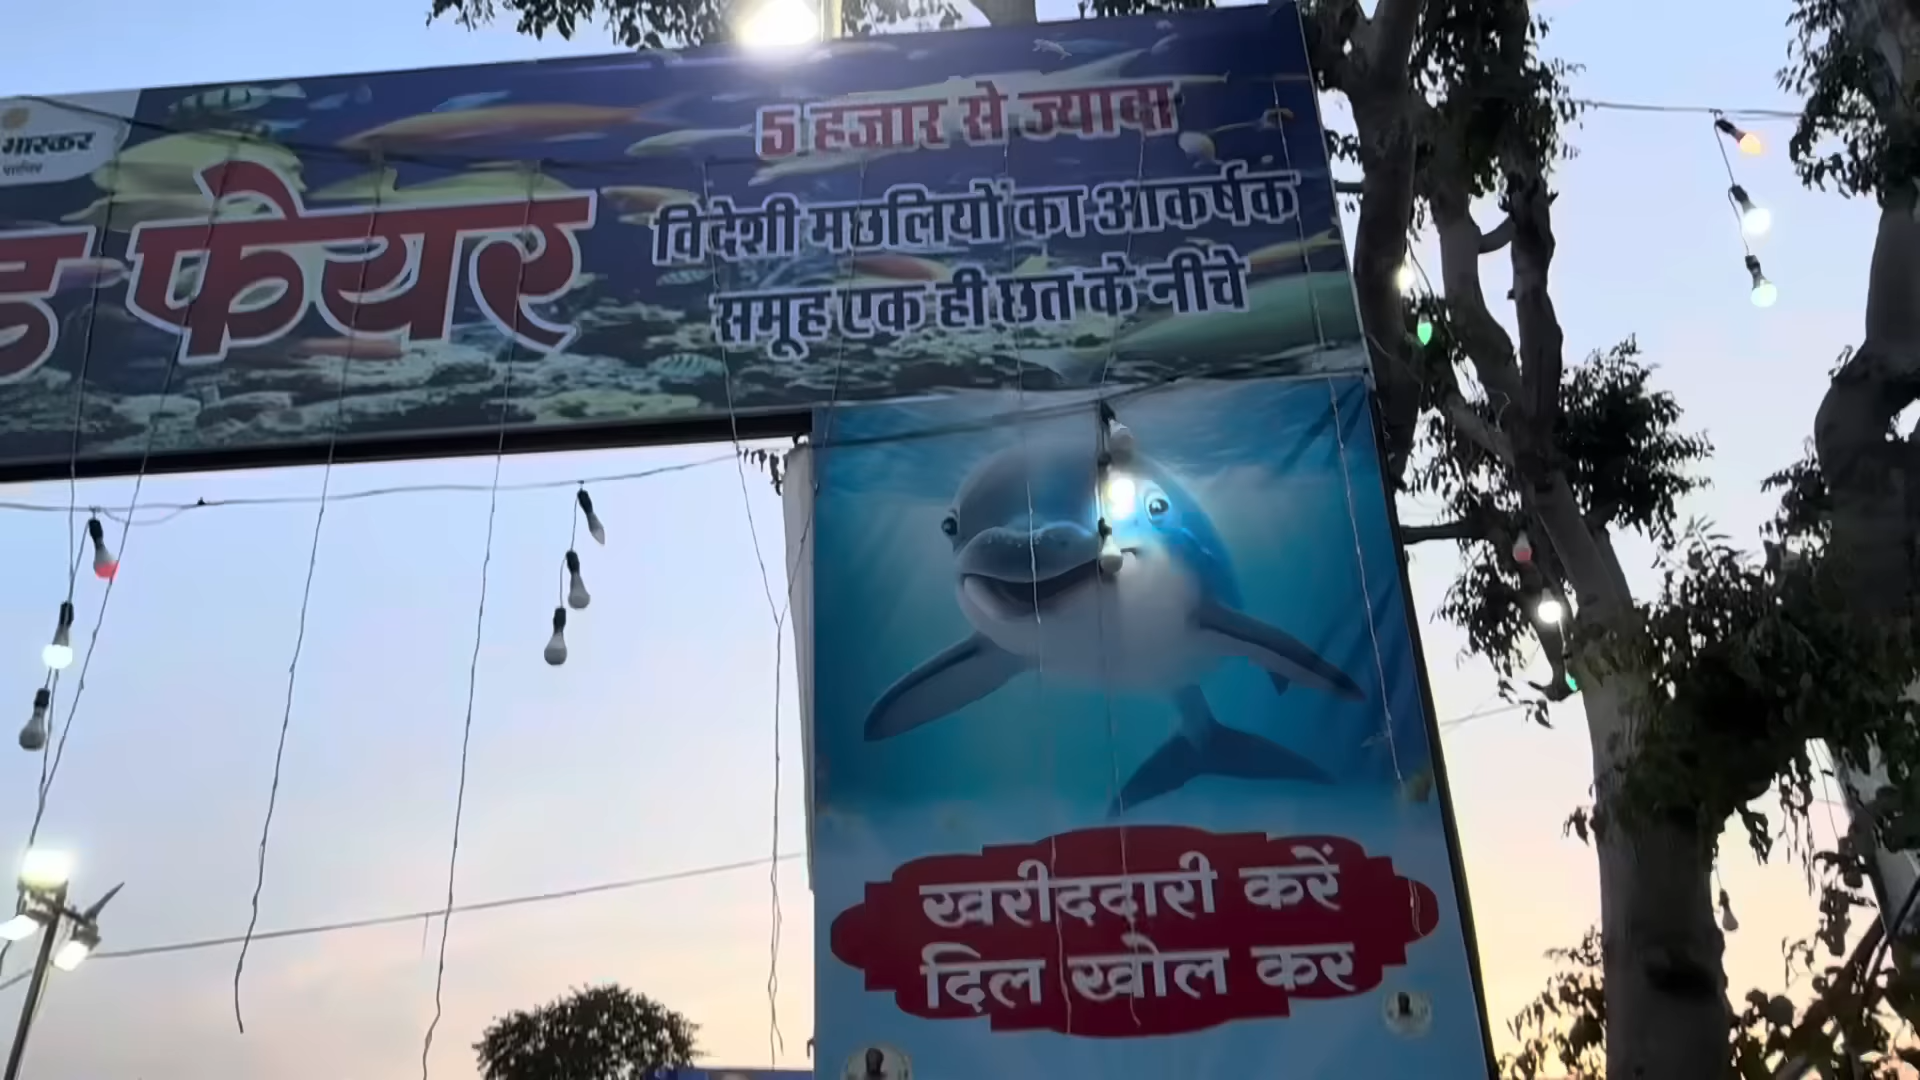 भास्कर
फेयर
5 हजार से ज्यादा
विदेशी मछलियों का आकर्षक
समूह एक ही छत के नीचे
खरीददारी करें
दिल खोल कर